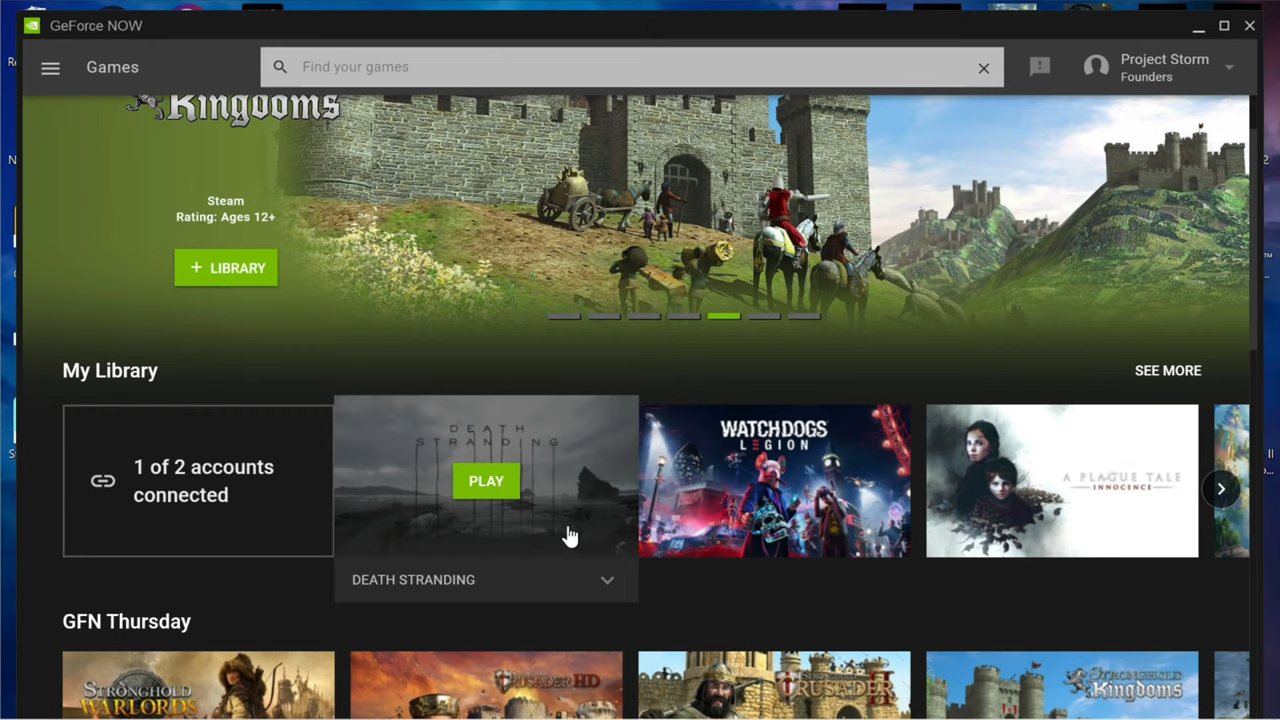 GeForce NOW
Games
Find your games
Project Storm
Founders
Kingdoms
Steam
Rating: Ages 12+
+ LIBRARY
My Library
SEE MORE
1 of 2 accounts
connected
DEATH
STRANDING
PLAY
DEATH STRANDING
WATCH DOGS
LEGION
A PLAGUE TALE
INNOCENCE
GFN Thursday
STRONGHOLD
WARLORDS
CRUSADER HD
STRONGHOLD
CRUSADER II
STRONGHOLD
Kingdoms